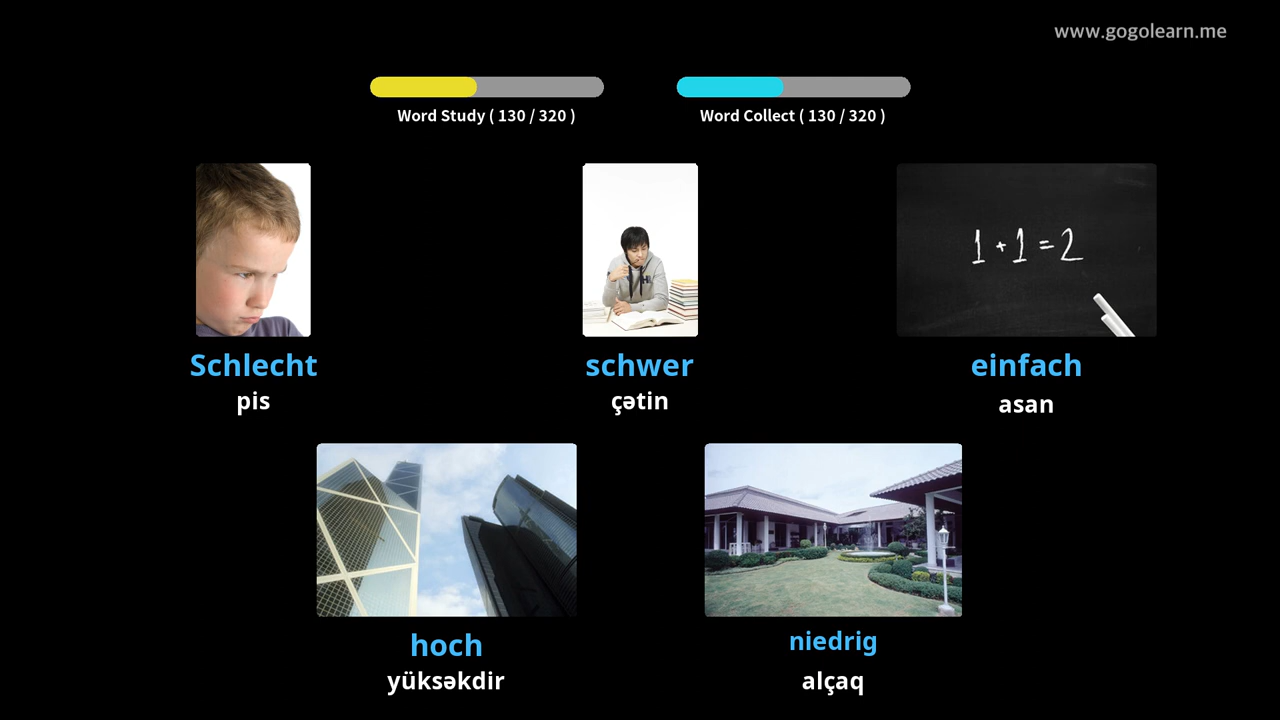 www.gogolearn.me
Word Study ( 130 / 320 )
Word Collect ( 130 / 320 )
1 + 1 = 2
Schlecht
pis
schwer
çətin
einfach
asan
hoch
yüksəkdir
niedrig
alçaq